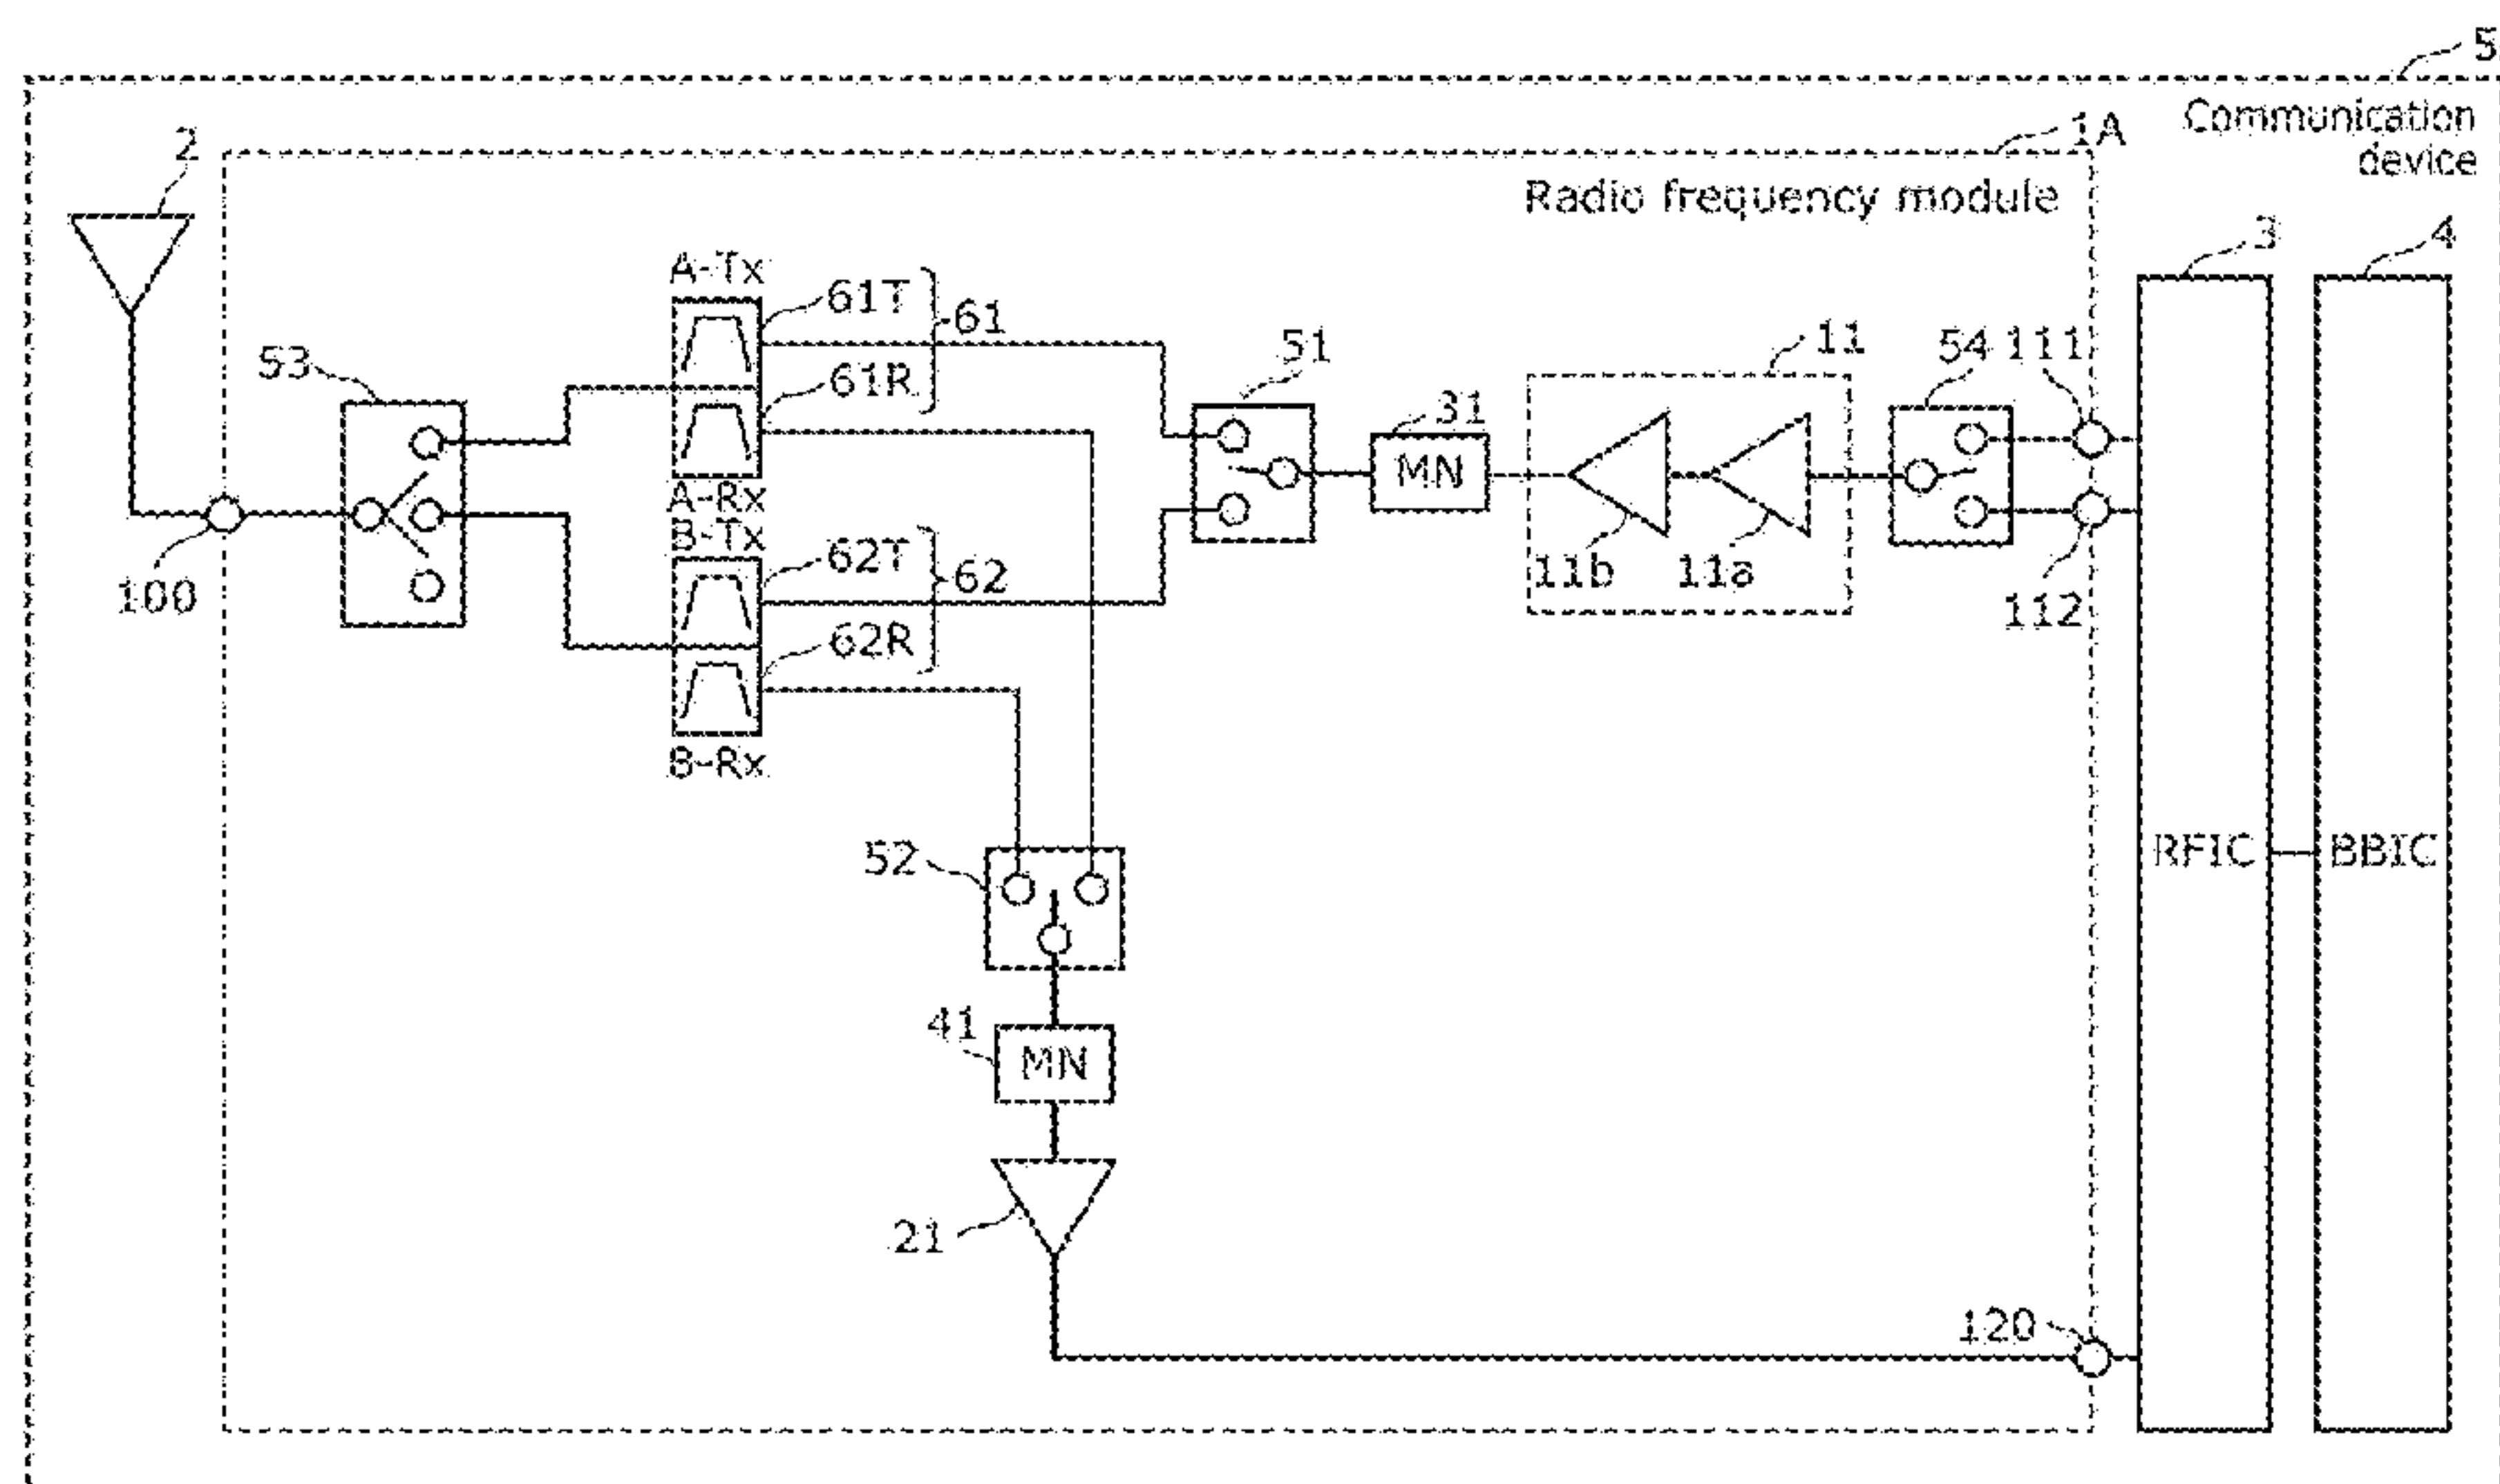 5
Communication
device
1A
Radio frequency module
2
3
4
A-Tx
61T
61
61R
A-Rx
53
51
31
MN
11
11b
11a
54
111
112
100
B-Tx
62T
62
62R
B-Rx
52
RFIC
BBIC
41
MN
21
120